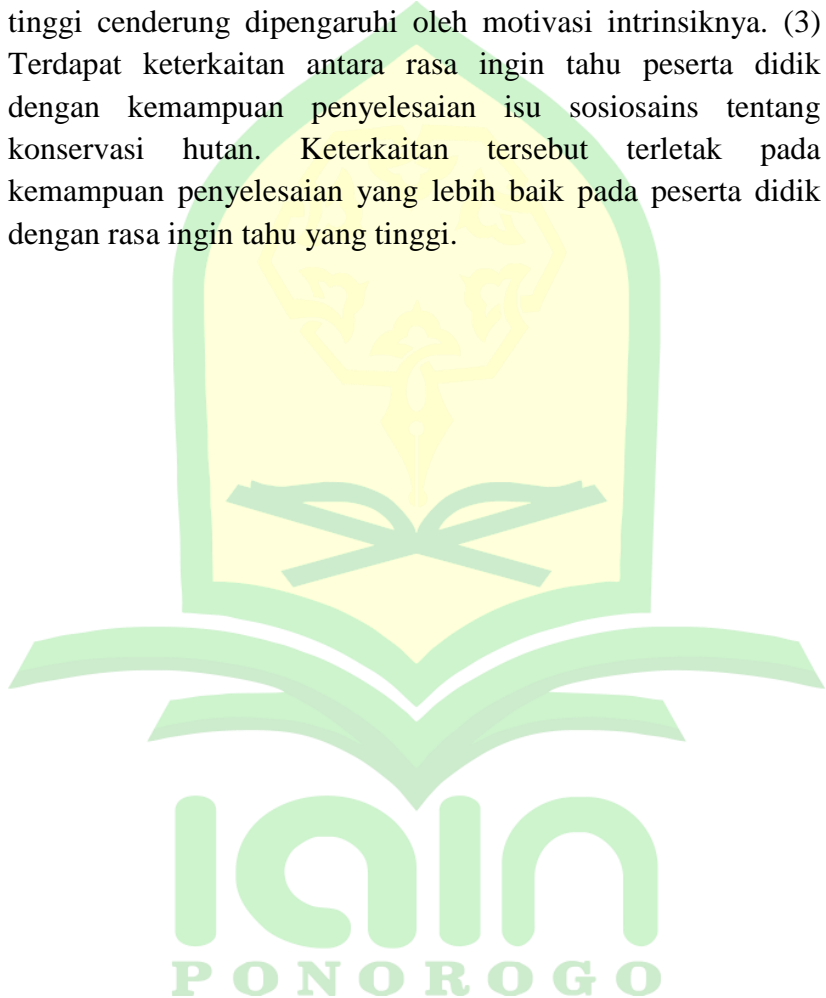 tinggi cenderung dipengaruhi oleh motivasi intrinsiknya. (3)
Terdapat keterkaitan antara rasa ingin tahu peserta didik
dengan kemampuan penyelesaian isu sosiosains tentang
konservasi hutan. Keterkaitan tersebut terletak pada
kemampuan penyelesaian yang lebih baik pada peserta didik
dengan rasa ingin tahu yang tinggi.
iain
PONOROGO